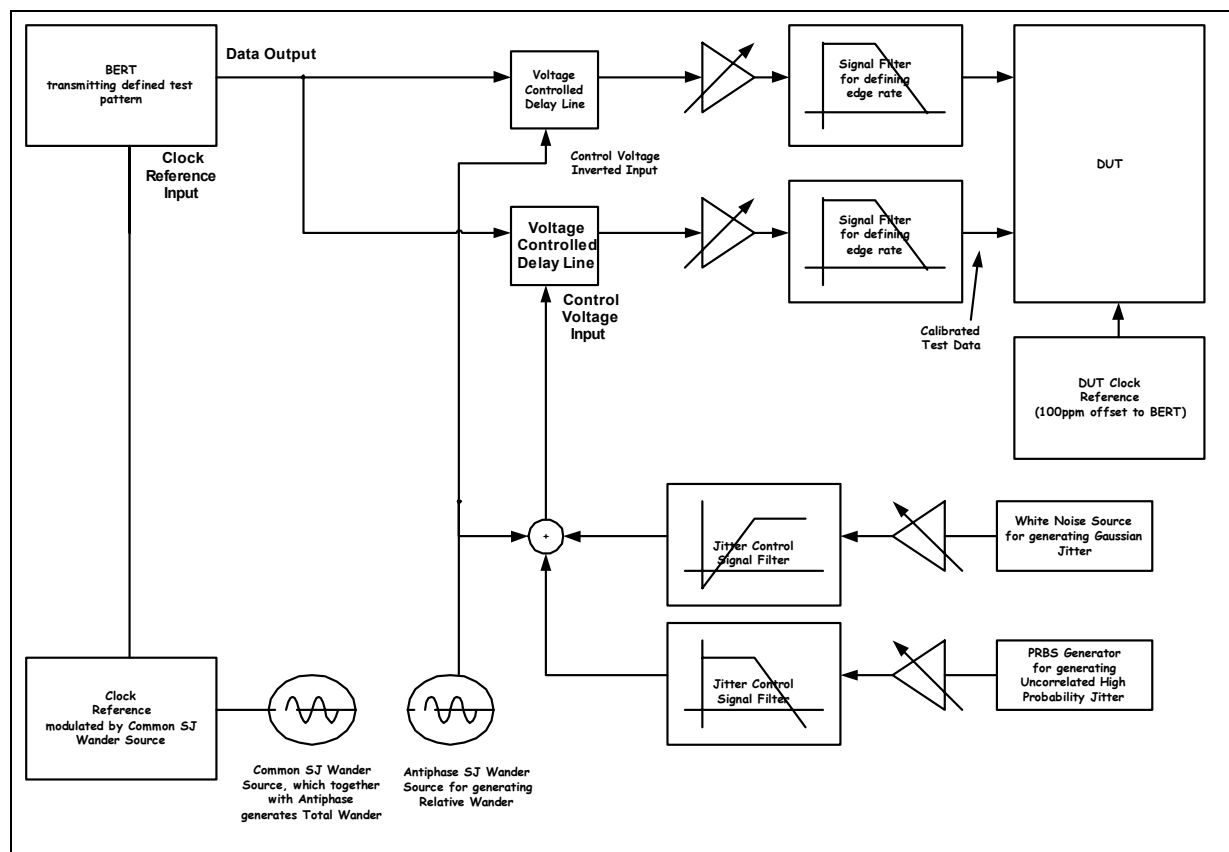 BERT
transmitting defined test
pattern
Data Output
Clock
Reference
Input
Voltage
Controlled
Delay Line
Control Voltage
Inverted Input
Signal Filter
for defining
edge rate
DUT
Voltage
Controlled
Delay Line
Control
Voltage
Input
Signal Filter
for defining
edge rate
Calibrated
Test Data
DUT Clock
Reference
(100ppm offset to BERT)
+
Jitter Control
Signal Filter
White Noise Source
for generating Gaussian
Jitter
Jitter Control
Signal Filter
PRBS Generator
for generating
Uncorrelated High
Probability Jitter
Clock
Reference
modulated by Common SJ
Wander Source
Common SJ Wander
Source, which together
with Antiphase
generates Total Wander
Antiphase SJ Wander
Source for generating
Relative Wander